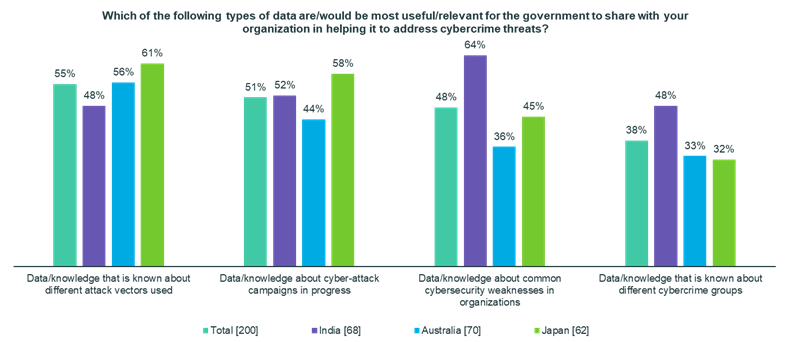 Which of the following types of data are/would be most useful/relevant for the government to share with your
organization in helping it to address cybercrime threats?
55%
48%
56%
61%
51%
52%
44%
58%
48%
64%
36%
45%
38%
48%
33%
32%
Data/knowledge that is known about
different attack vectors used
Data/knowledge about cyber-attack
campaigns in progress
Data/knowledge about common
cybersecurity weaknesses in
organizations
Data/knowledge that is known about
different cybercrime groups
Total [200]
India [68]
Australia [70]
Japan [62]